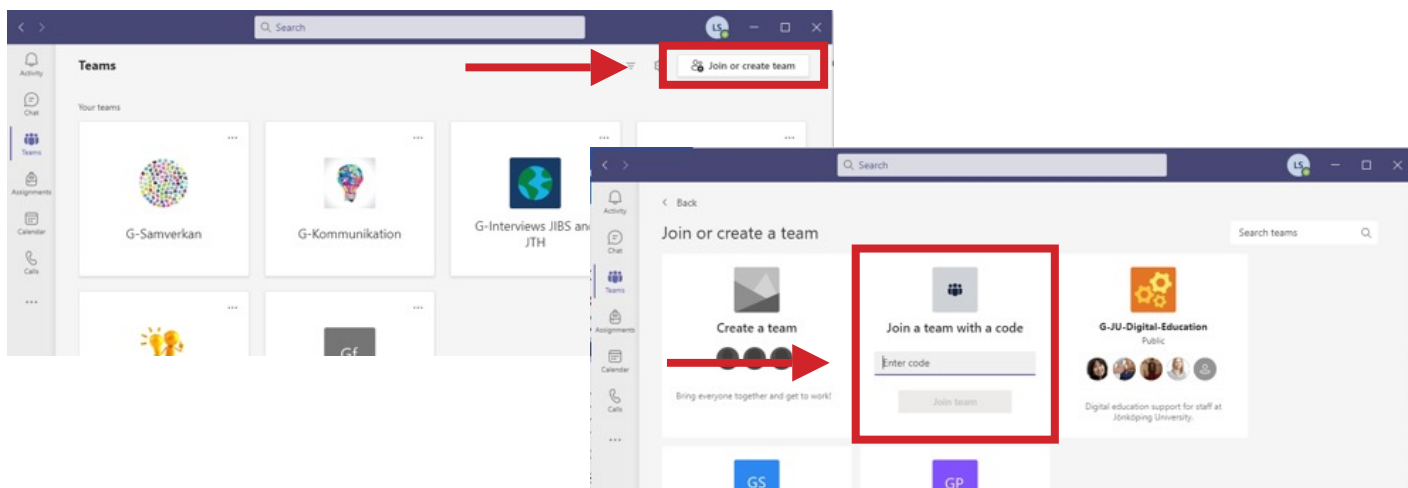 Search
LS
Activity
Teams
Join or create team
Your teams
Chat
Teams
G-Samverkan
G-Kommunikation
G-Interviews JIBS an
JTH
Assignments
Calendar
Calls
Gf
Search
LS
Activity
Back
Join or create a team
Search teams
Chat
Teams
Create a team
Join a team with a code
G-JU-Digital-Education
Public
Assignments
Enter code
Calendar
Bring everyone together and get to work!
Join team
Digital education support for staff at
Jönköping University.
Calls
GS
GP